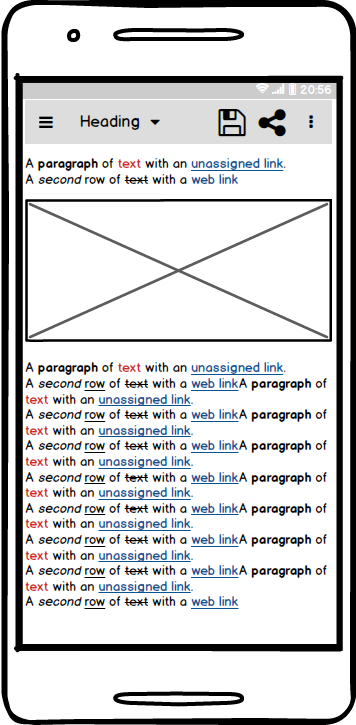 20:56
Heading
A paragraph of text with an unassigned link.
A second row of text with a web link
A paragraph of text with an unassigned link.
A second row of text with a web linkA paragraph of
text with an unassigned link.
A second row of text with a web linkA paragraph of
text with an unassigned link.
A second row of text with a web linkA paragraph of
text with an unassigned link.
A second row of text with a web linkA paragraph of
text with an unassigned link.
A second row of text with a web linkA paragraph of
text with an unassigned link.
A second row of text with a web linkA paragraph of
text with an unassigned link.
A second row of text with a web linkA paragraph of
text with an unassigned link.
A second row of text with a web link